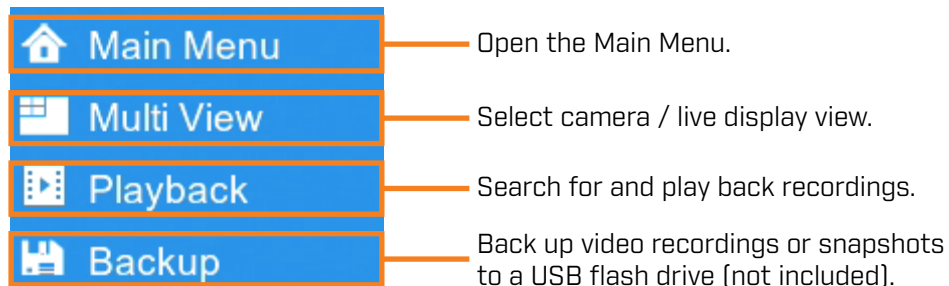 Main Menu
Open the Main Menu.
Multi View
Select camera / live display view.
Playback
Search for and play back recordings.
Backup
Back up video recordings or snapshots
to a USB flash drive (not included).